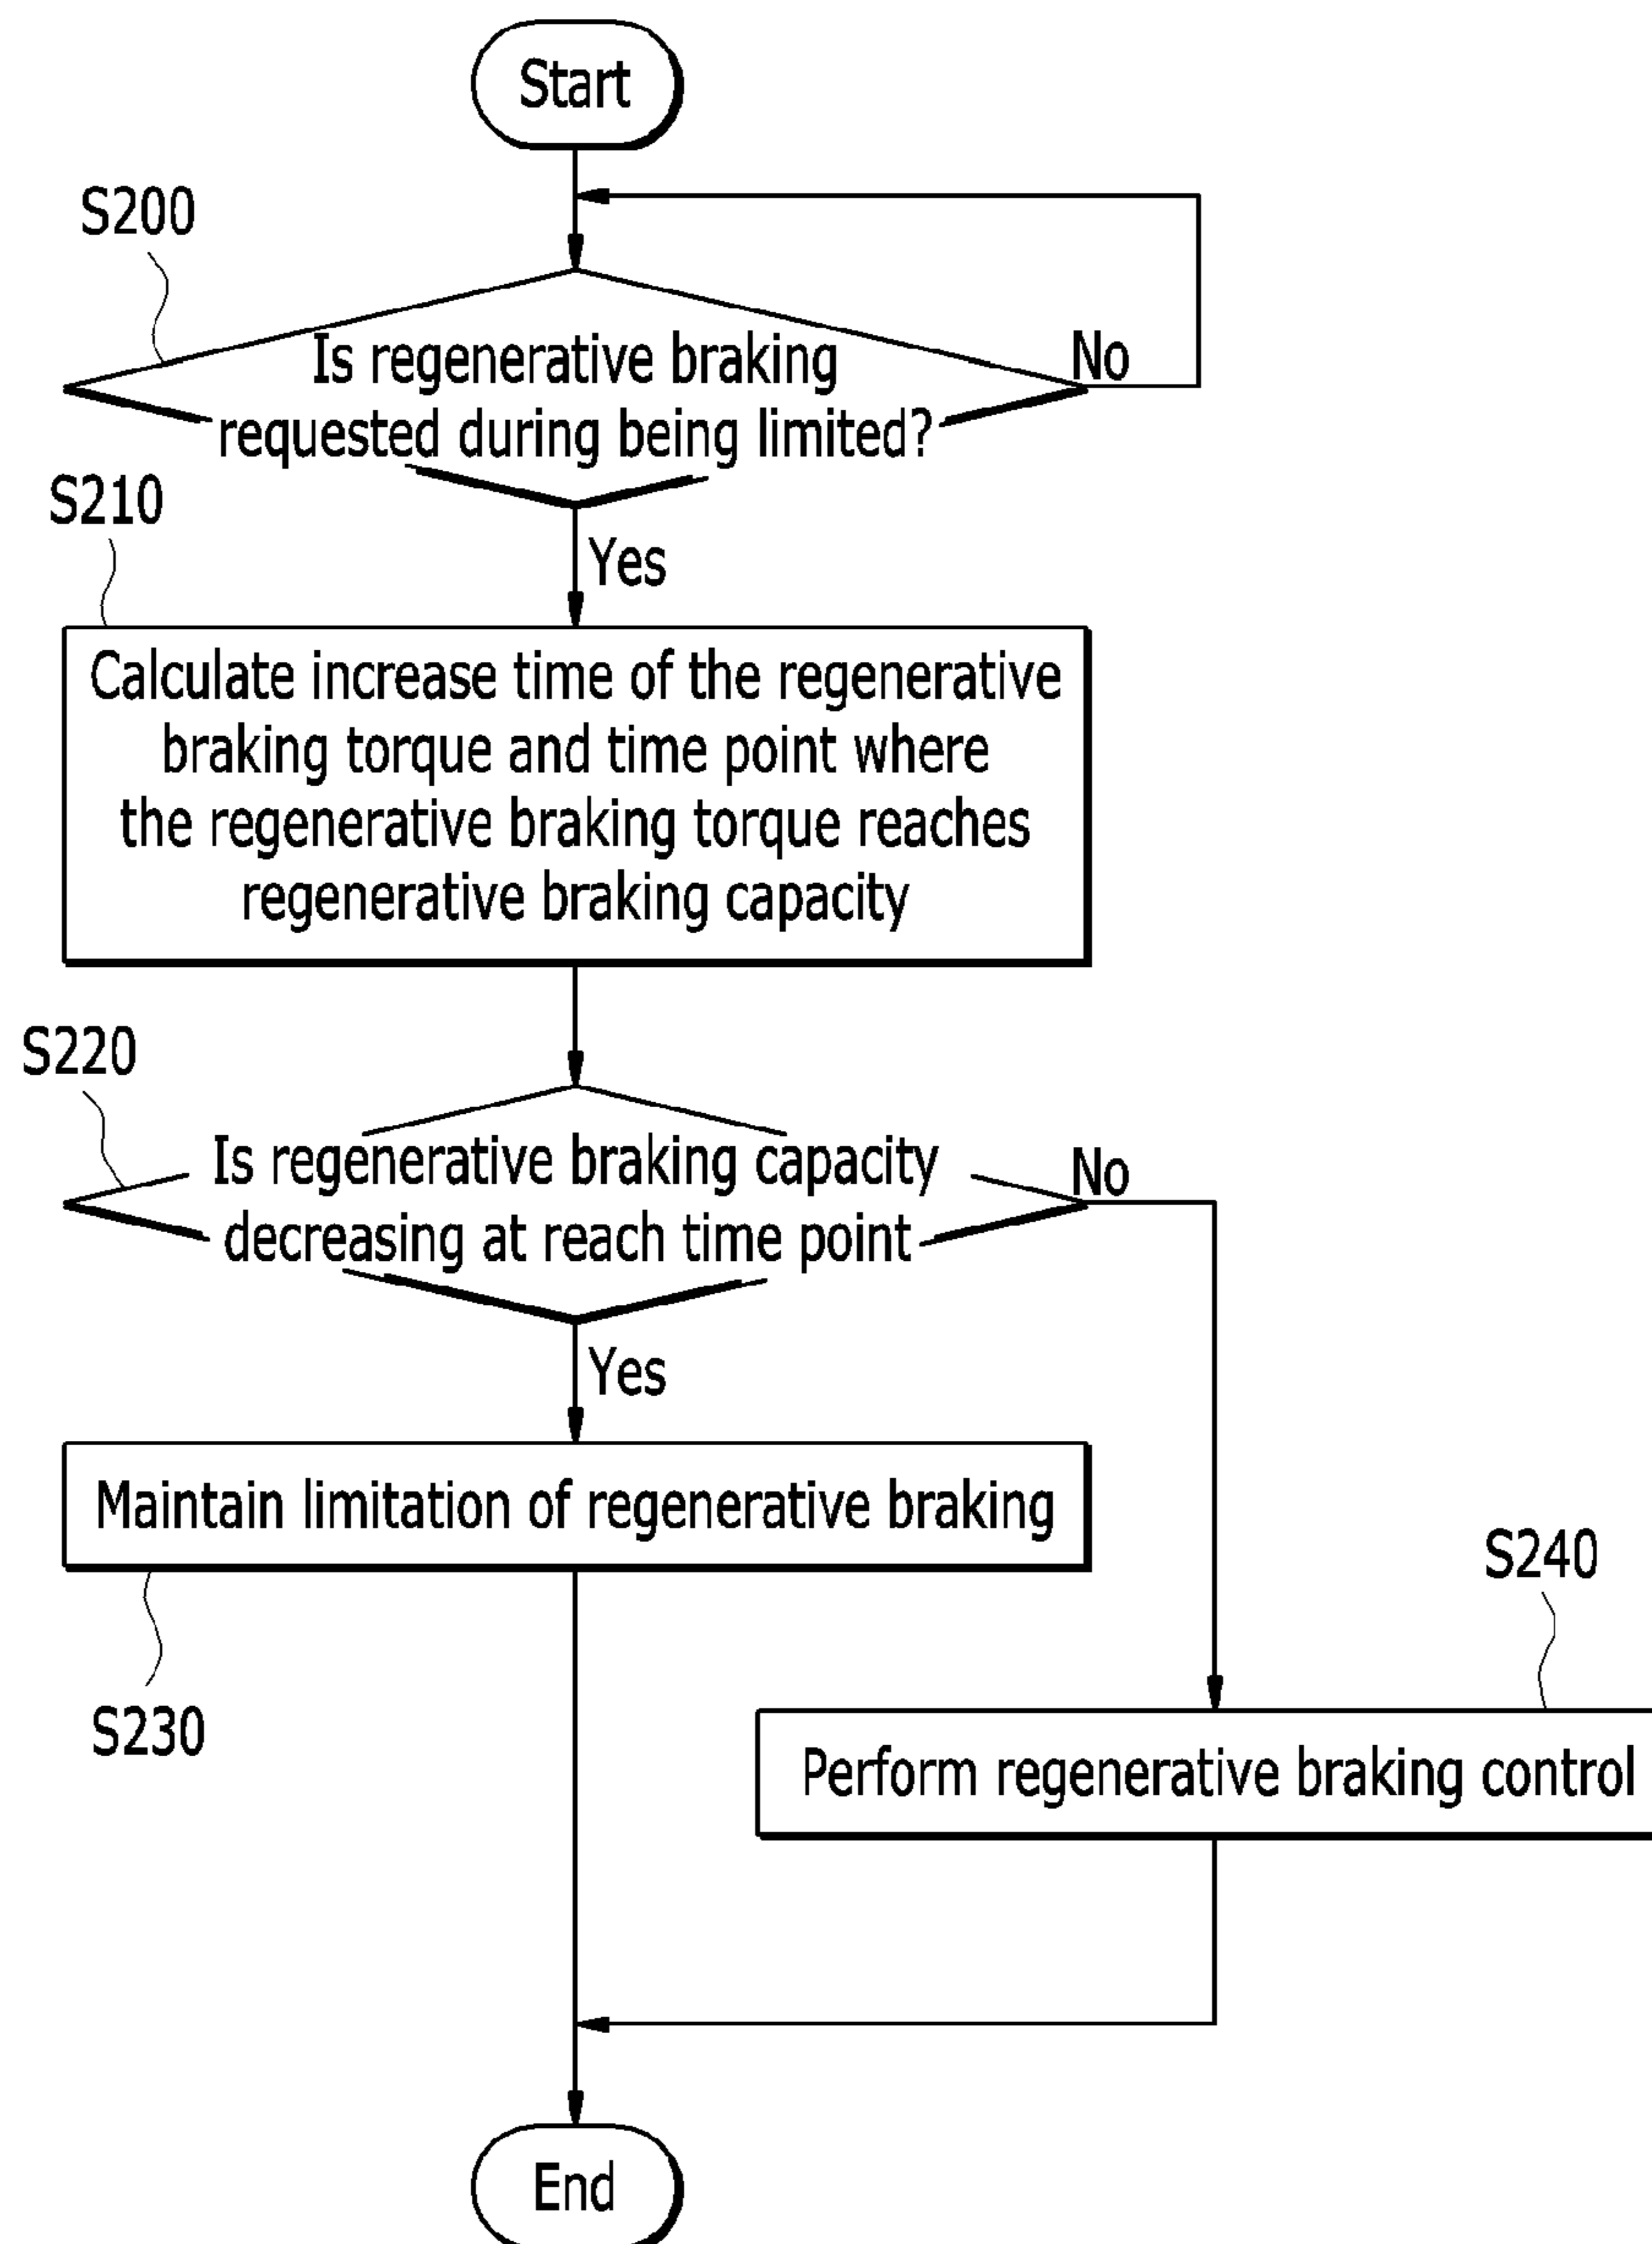 Start
S200
Is regenerative braking
requested during being limited?
No
S210
Yes
Calculate increase time of the regenerative
braking torque and time point where
the regenerative braking torque reaches
regenerative braking capacity
S220
Is regenerative braking capacity
decreasing at reach time point
No
Yes
Maintain limitation of regenerative braking
S230
S240
Perform regenerative braking control
End